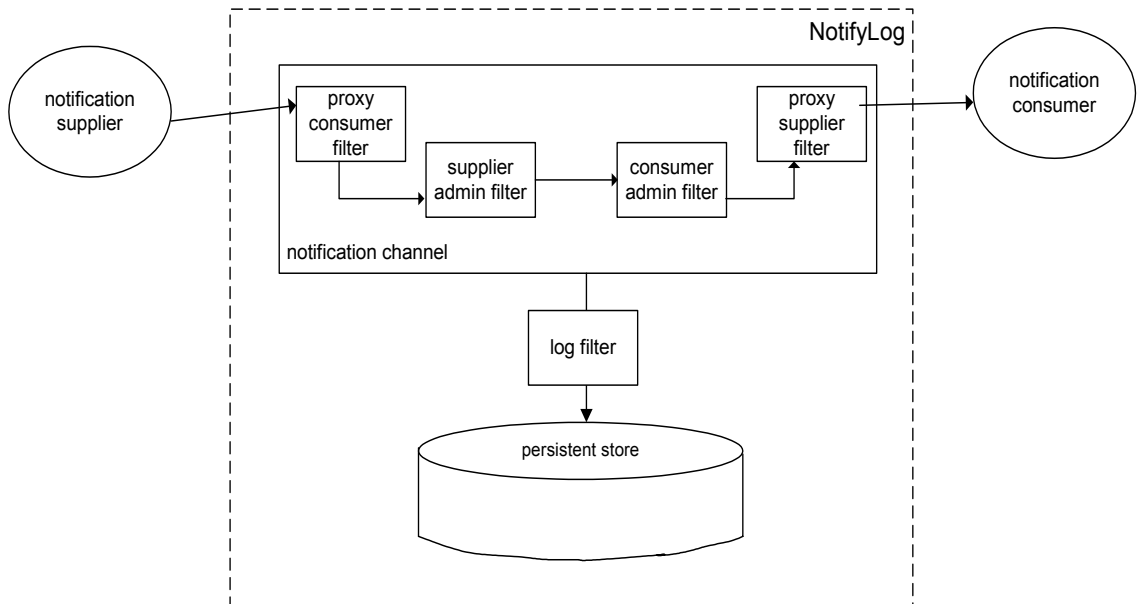 NotifyLog
notification
supplier
proxy
consumer
filter
supplier
admin filter
consumer
admin filter
proxy
supplier
filter
notification
consumer
notification channel
log filter
persistent store